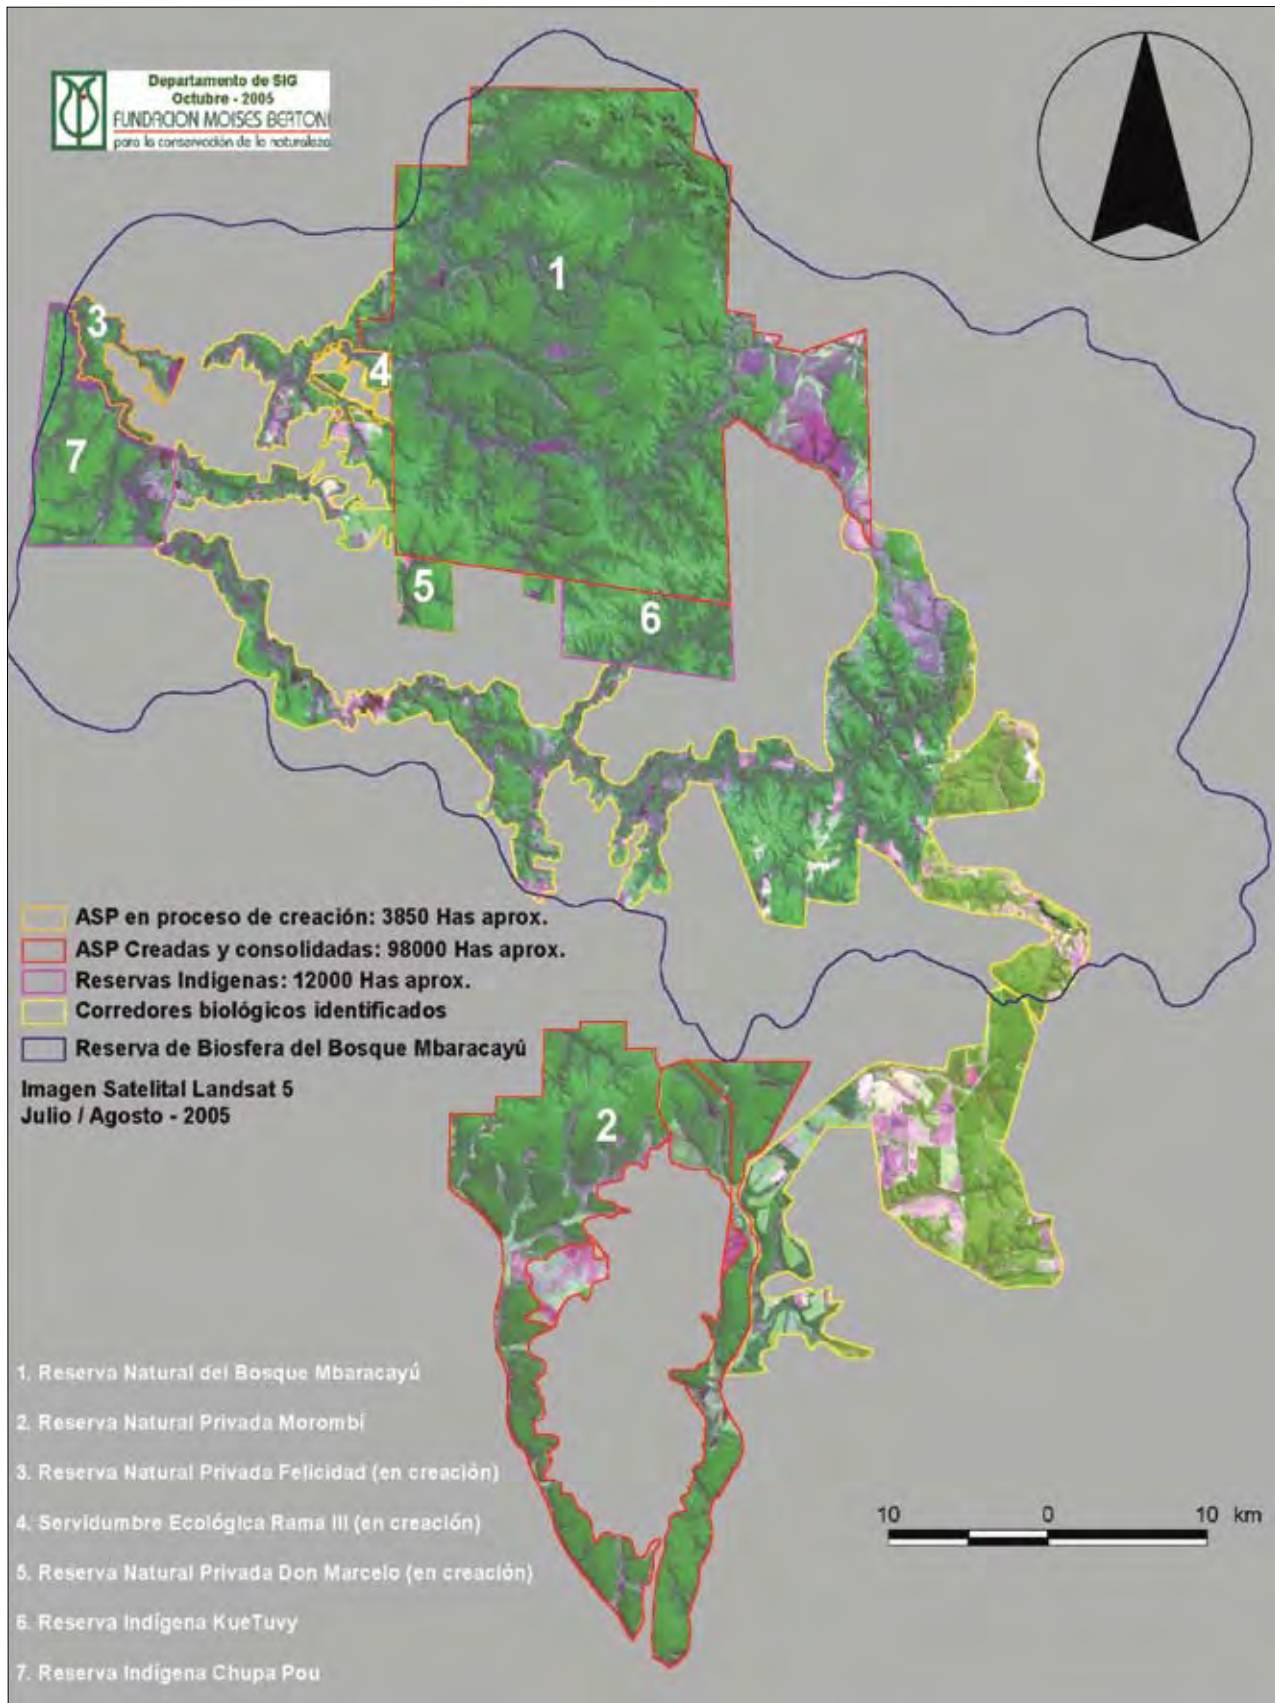 Departamento de SIG
Octubre - 2005
FUNDACION MOISES BERTONI
para la conservación de la naturaleza
1
3
4
7
5
6
ASP en proceso de creación: 3850 Has aprox.
ASP Creadas y consolidadas: 98000 Has aprox.
Reservas Indígenas: 12000 Has aprox.
Corredores biológicos identificados
Reserva de Biosfera del Bosque Mbaracayú
Imagen Satelital Landsat 5
Julio / Agosto - 2005
2
1. Reserva Natural del Bosque Mbaracayú
2. Reserva Natural Privada Morombí
3. Reserva Natural Privada Felicidad (en creación)
4. Servidumbre Ecológica Rama III (en creación)
5. Reserva Natural Privada Don Marcelo (en creación)
6. Reserva Indígena KueTuvy
7. Reserva Indígena Chupa Pou
10 0 10 km